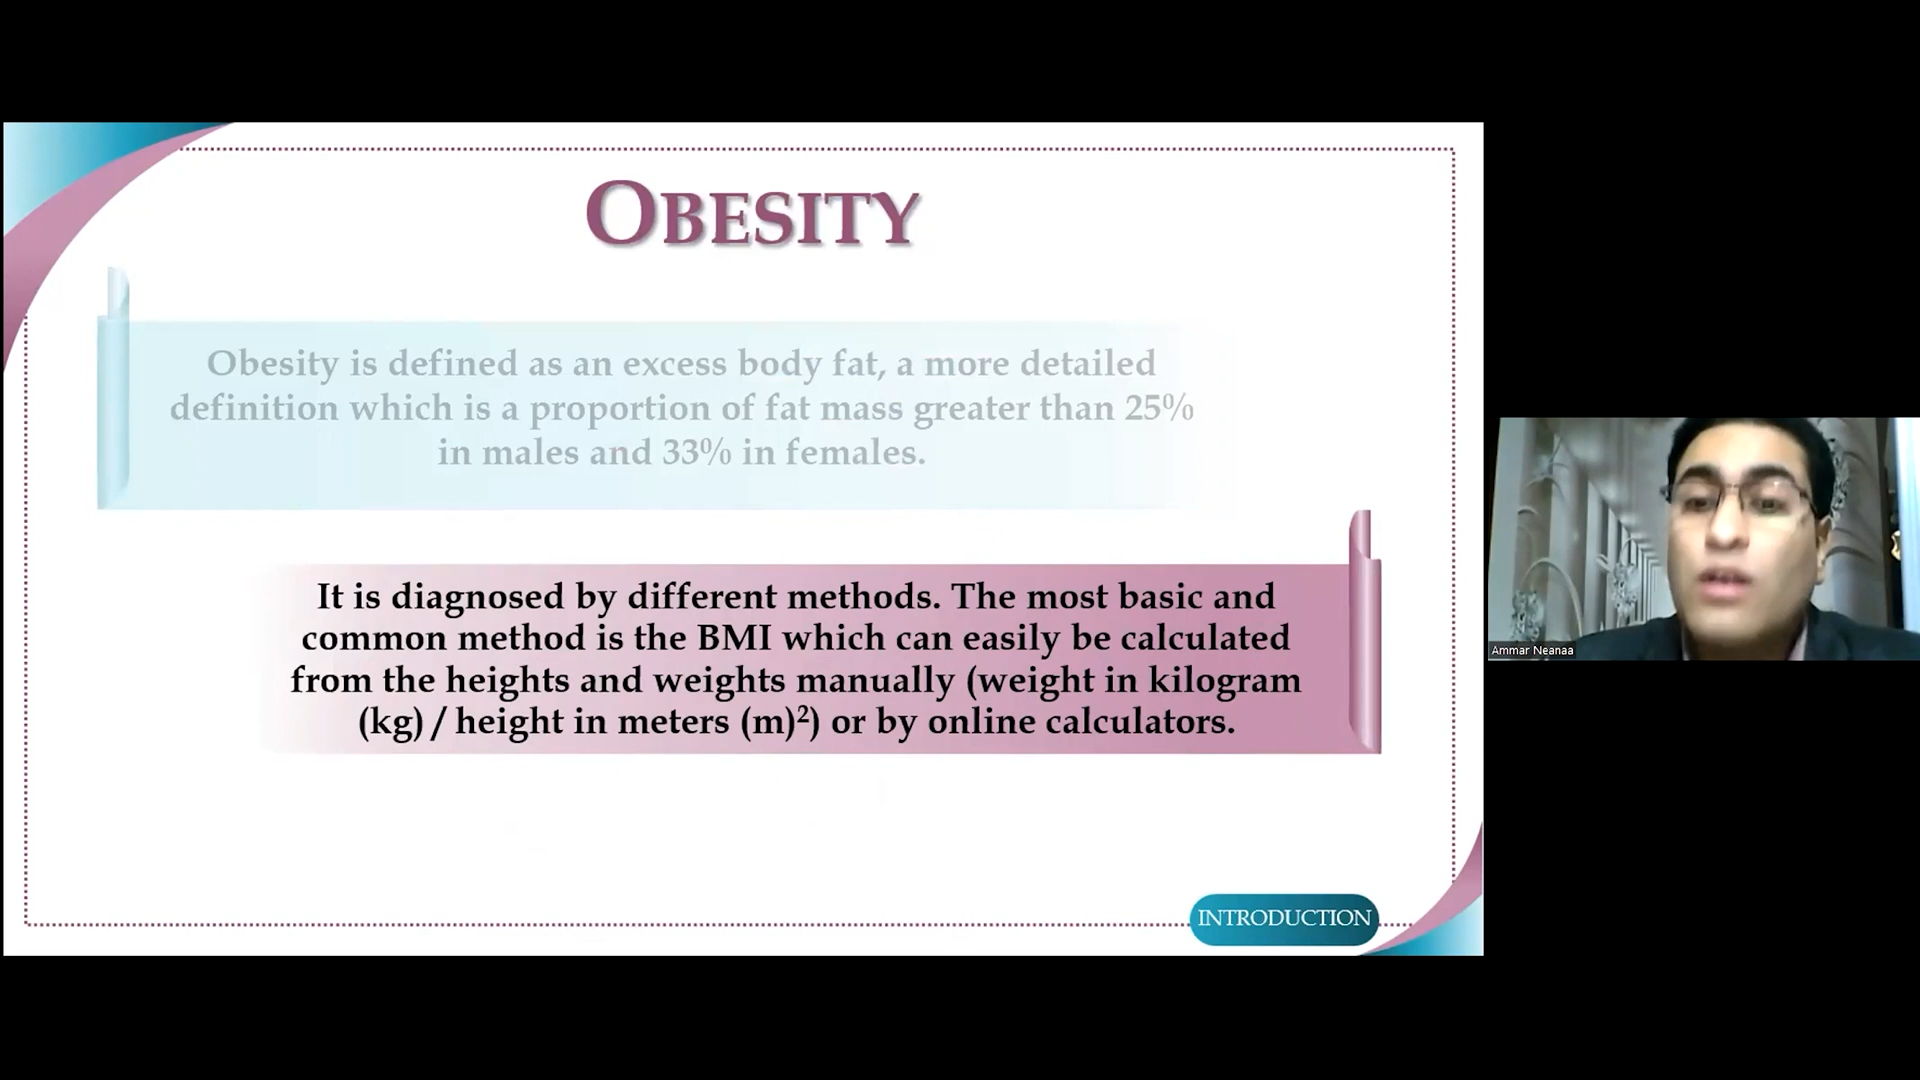 OBESITY
Obesity is defined as an excess body fat, a more detailed
definition which is a proportion of fat mass greater than 25%
in males and 33% in females.
It is diagnosed by different methods. The most basic and
common method is the BMI which can easily be calculated
from the heights and weights manually (weight in kilogram
(kg) / height in meters (m)²) or by online calculators.
Ammar Neanaa
INTRODUCTION